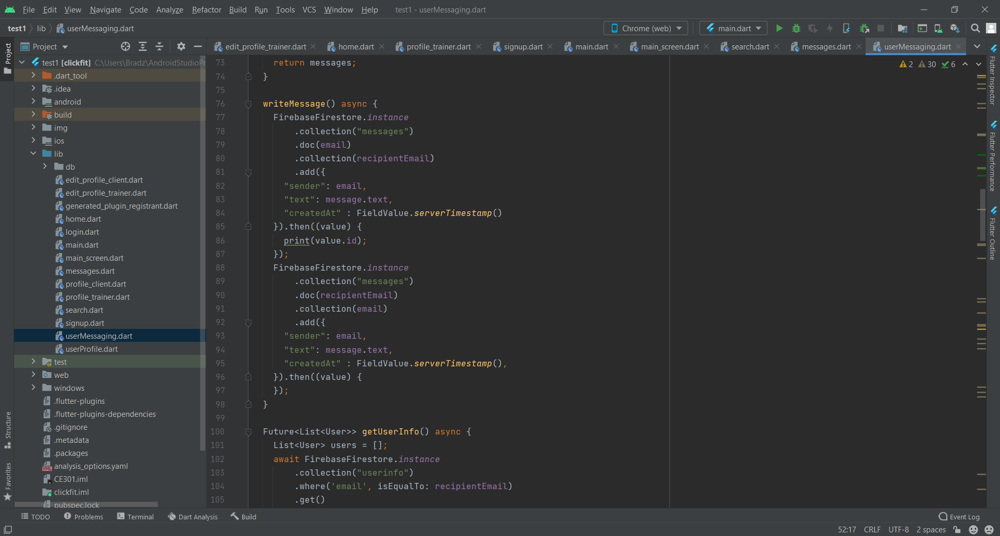 File Edit View Navigate Code Analyze Refactor Build Run Tools VCS Window Help test1 - userMessaging.dart
test1 lib userMessaging.dart Chrome (web) main.dart
Project
edit_profile_trainer.dart home.dart profile_trainer.dart signup.dart main.dart main_screen.dart search.dart messages.dart userMessaging.dart
2 30 6
Project
Structure
Favorites
test1 [clickfit] C:\Users\Bradz\AndroidStudioPr
.dart_tool
.idea
android
build
img
ios
lib
db
edit_profile_client.dart
edit_profile_trainer.dart
generated_plugin_registrant.dart
home.dart
login.dart
main.dart
main_screen.dart
messages.dart
profile_client.dart
profile_trainer.dart
search.dart
signup.dart
userMessaging.dart
userProfile.dart
test
web
windows
.flutter-plugins
.flutter-plugins-dependencies
.gitignore
.metadata
.packages
analysis_options.yaml
CE301.iml
clickfit.iml
pubspec.lock
73 return messages;
74 }
75
76 writeMessage() async {
77 FirebaseFirestore.instance
78 .collection("messages")
79 .doc(email)
80 .collection(recipientEmail)
81 .add({
82 "sender": email,
83 "text": message.text,
84 "createdAt" : FieldValue.serverTimestamp()
85 }).then((value) {
86 print(value.id);
87 });
88 FirebaseFirestore.instance
89 .collection("messages")
90 .doc(recipientEmail)
91 .collection(email)
92 .add({
93 "sender": email,
94 "text": message.text,
95 "createdAt" : FieldValue.serverTimestamp(),
96 }).then((value) {
97 });
98 }
99
100 Future<List<User>> getUserInfo() async {
101 List<User> users = [];
102 await FirebaseFirestore.instance
103 .collection("userinfo")
104 .where('email', isEqualTo: recipientEmail)
105 .get()
Flutter Inspector
Flutter Performance
Flutter Outline
TODO Problems Terminal Dart Analysis Build Event Log
52:17 CRLF UTF-8 2 spaces